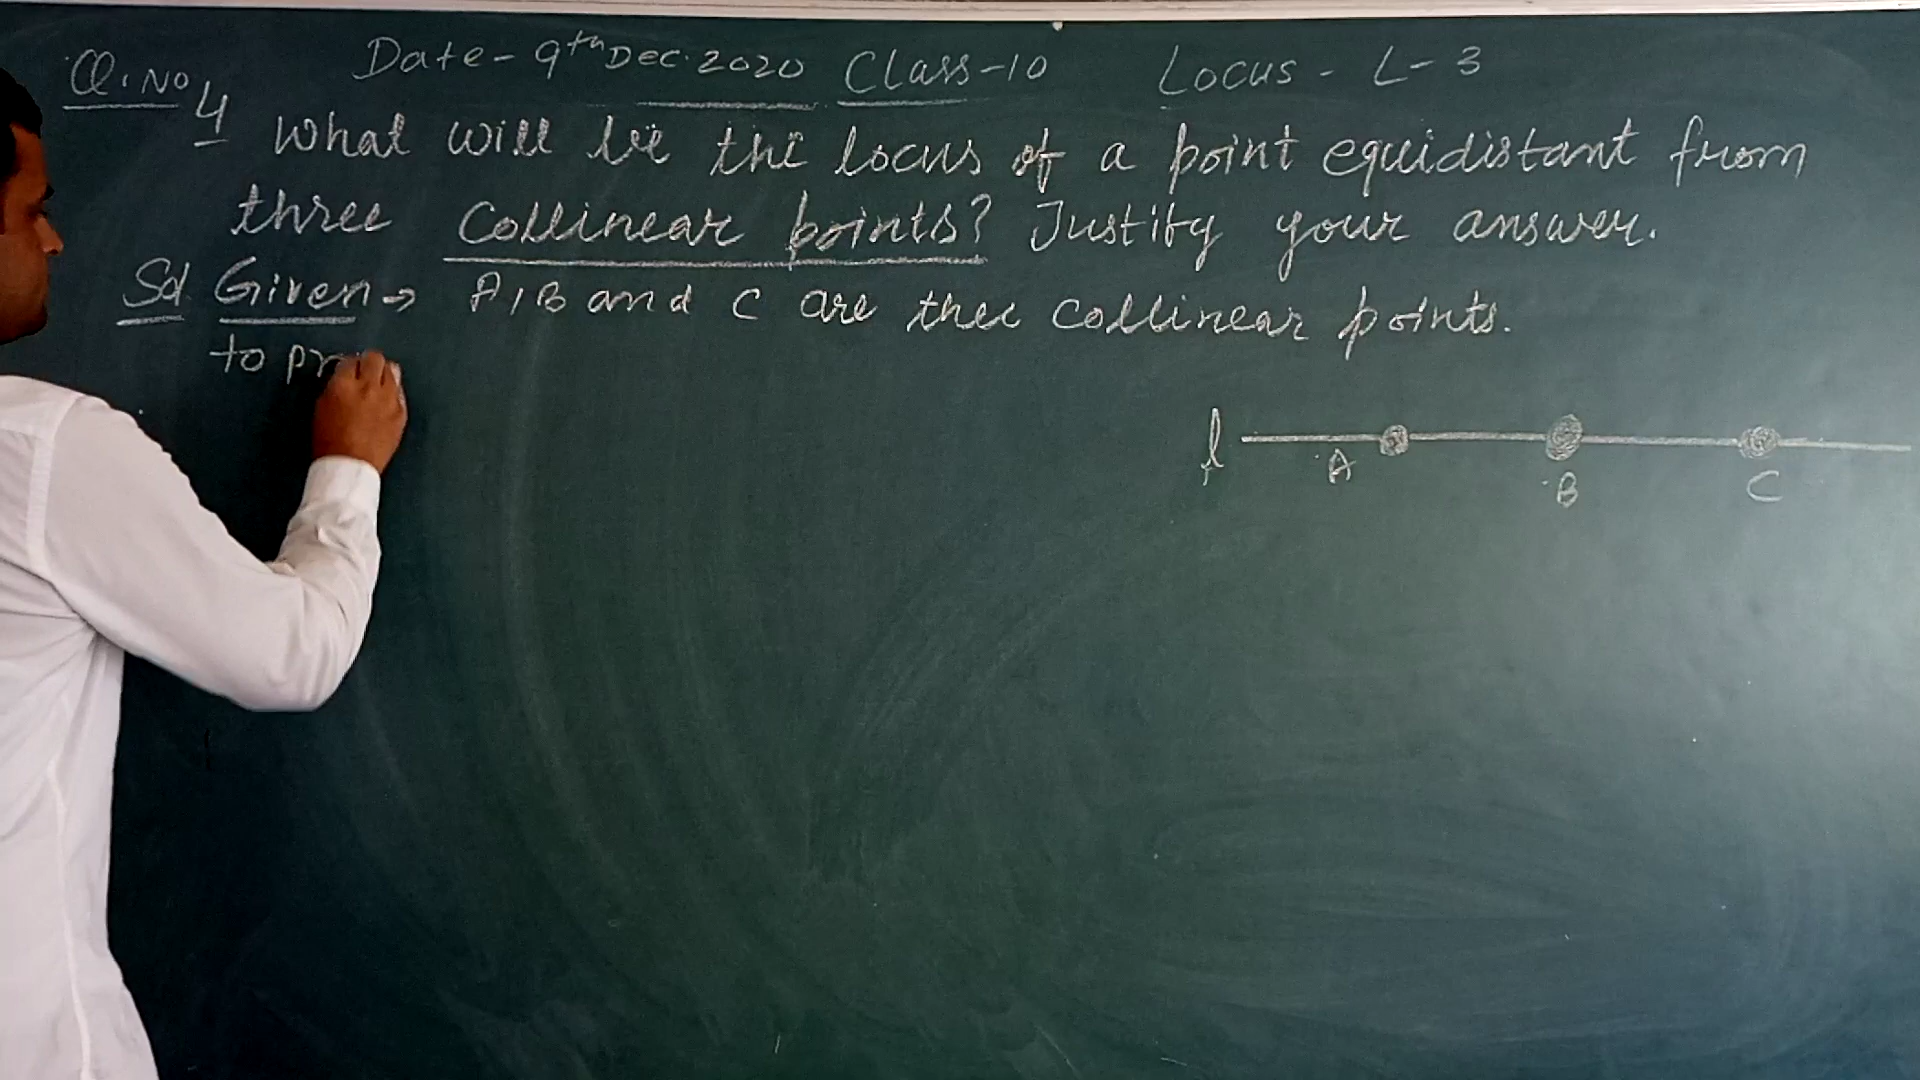 Q.No 4 Date - 9th Dec. 2020 Class-10 Locus - L-3
What will be the locus of a point equidistant from
three Collinear points? Justify your answer.
Sol Given → A, B and C are thee Collinear points.
to pr
l A B C